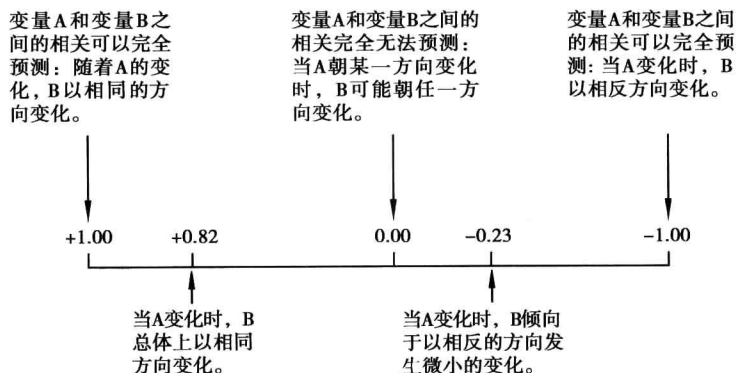 变量A和变量B之
间的相关可以完全
预测：随着A的变
化，B以相同的方
向变化。
变量A和变量B之间的
相关完全无法预测：
当A朝某一方向变化
时，B可能朝任一方
向变化。
变量A和变量B之间
的相关可以完全预
测：当A变化时，B
以相反方向变化。
+1.00
+0.82
0.00
−0.23
−1.00
当A变化时，B
总体上以相同
方向变化。
当A变化时，B倾向
于以相反的方向发
生微小的变化。